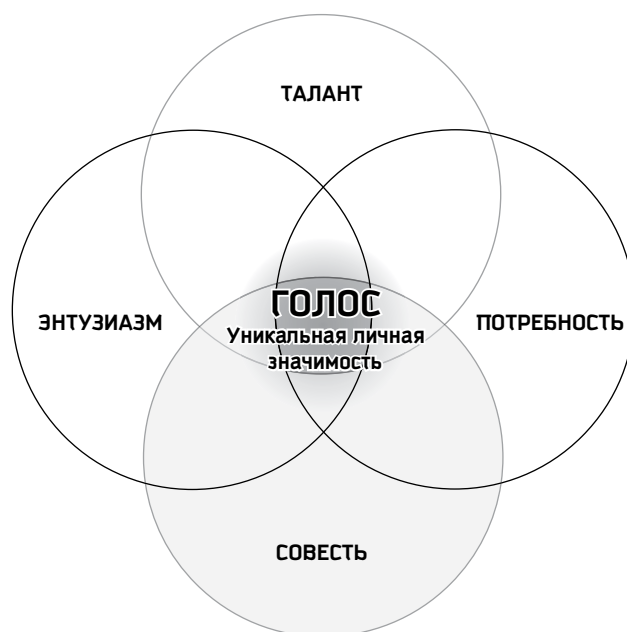 ТАЛАНТ
ЭНТУЗИАЗМ
ГОЛОС
Уникальная личная
значимость
ПОТРЕБНОСТЬ
СОВЕСТЬ